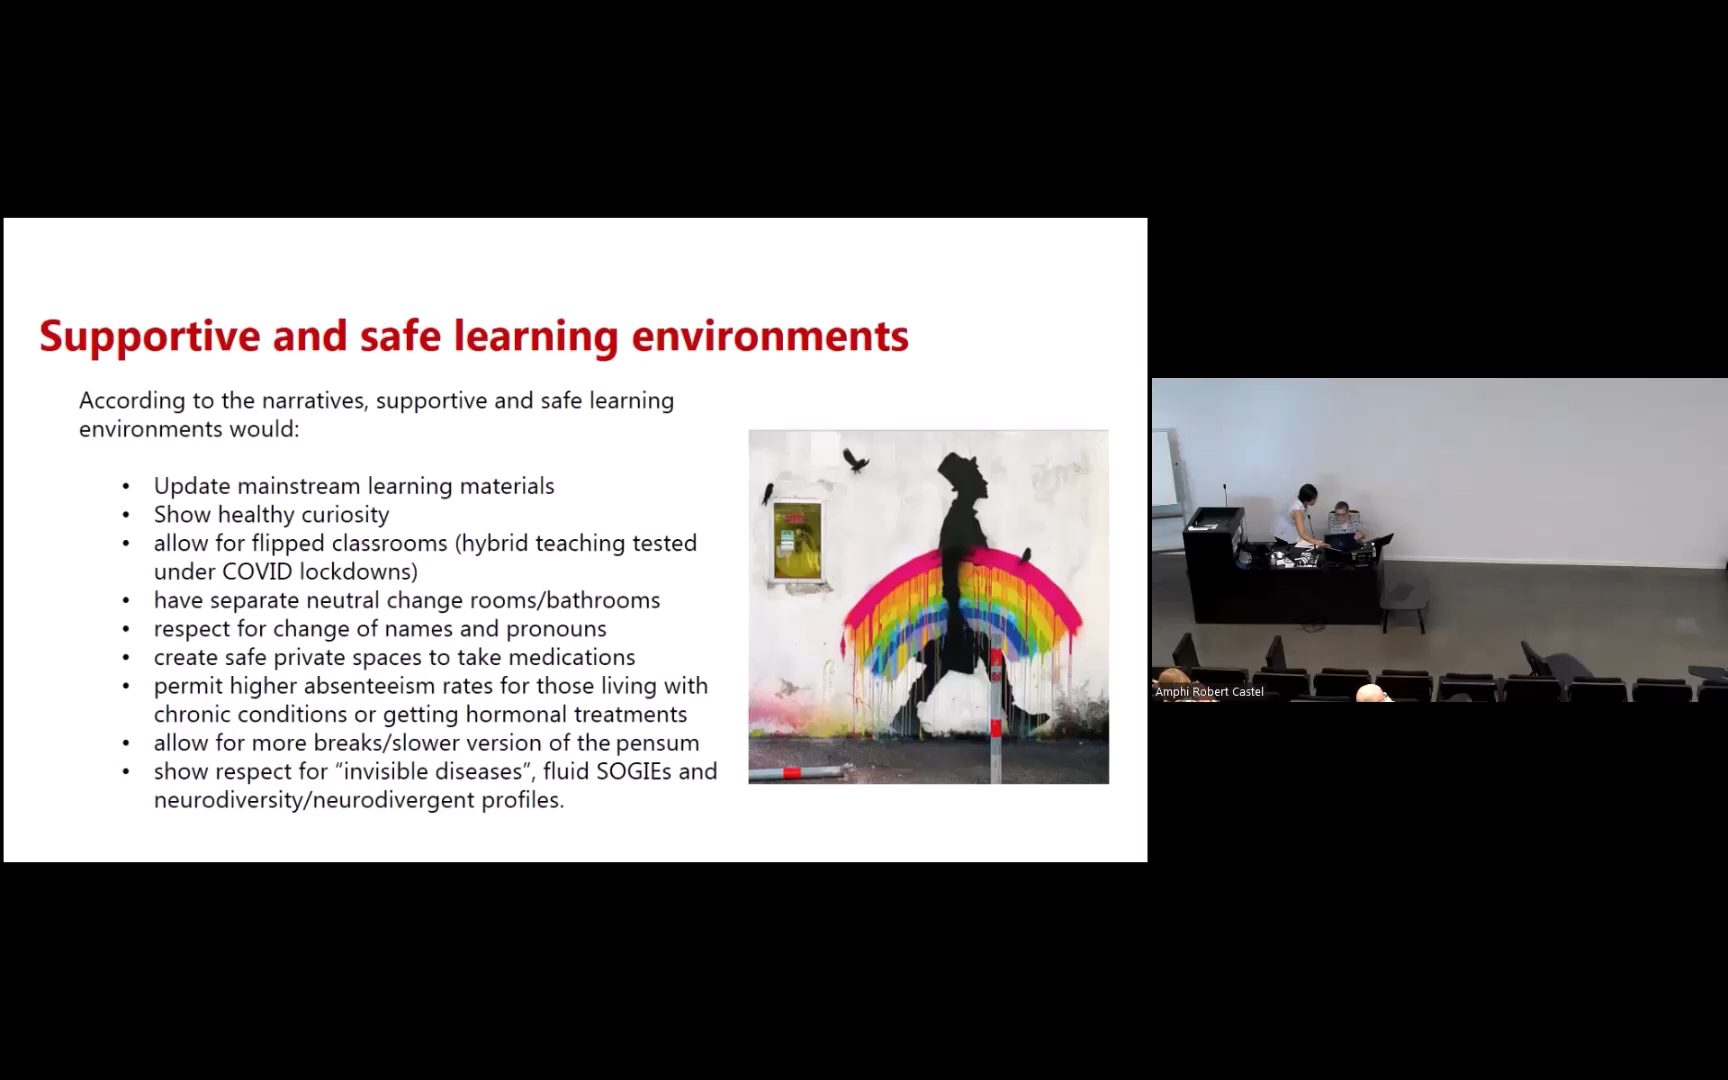 Supportive and safe learning environments
According to the narratives, supportive and safe learning
environments would:
• Update mainstream learning materials
• Show healthy curiosity
• allow for flipped classrooms (hybrid teaching tested
under COVID lockdowns)
• have separate neutral change rooms/bathrooms
• respect for change of names and pronouns
• create safe private spaces to take medications
• permit higher absenteeism rates for those living with
chronic conditions or getting hormonal treatments
• allow for more breaks/slower version of the pensum
• show respect for “invisible diseases”, fluid SOGIEs and
neurodiversity/neurodivergent profiles.
Amphi Robert Castel